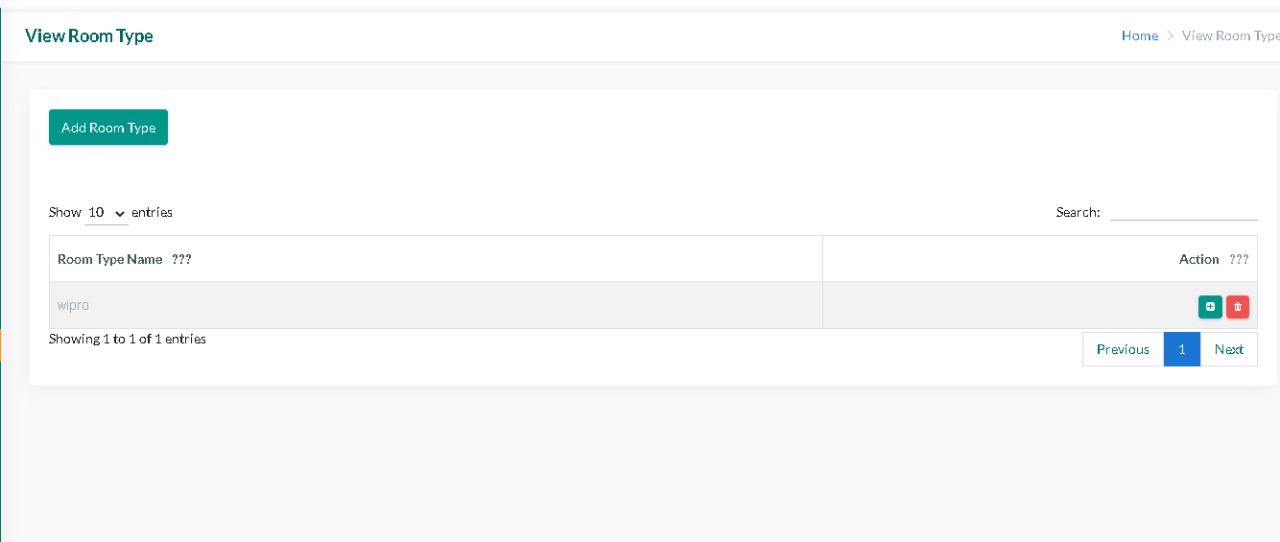 View Room Type
Home > View Room Type
Add Room Type
Show 10 entries
Search:
Room Type Name ???
Action ???
wipro
Showing 1 to 1 of 1 entries
Previous 1 Next